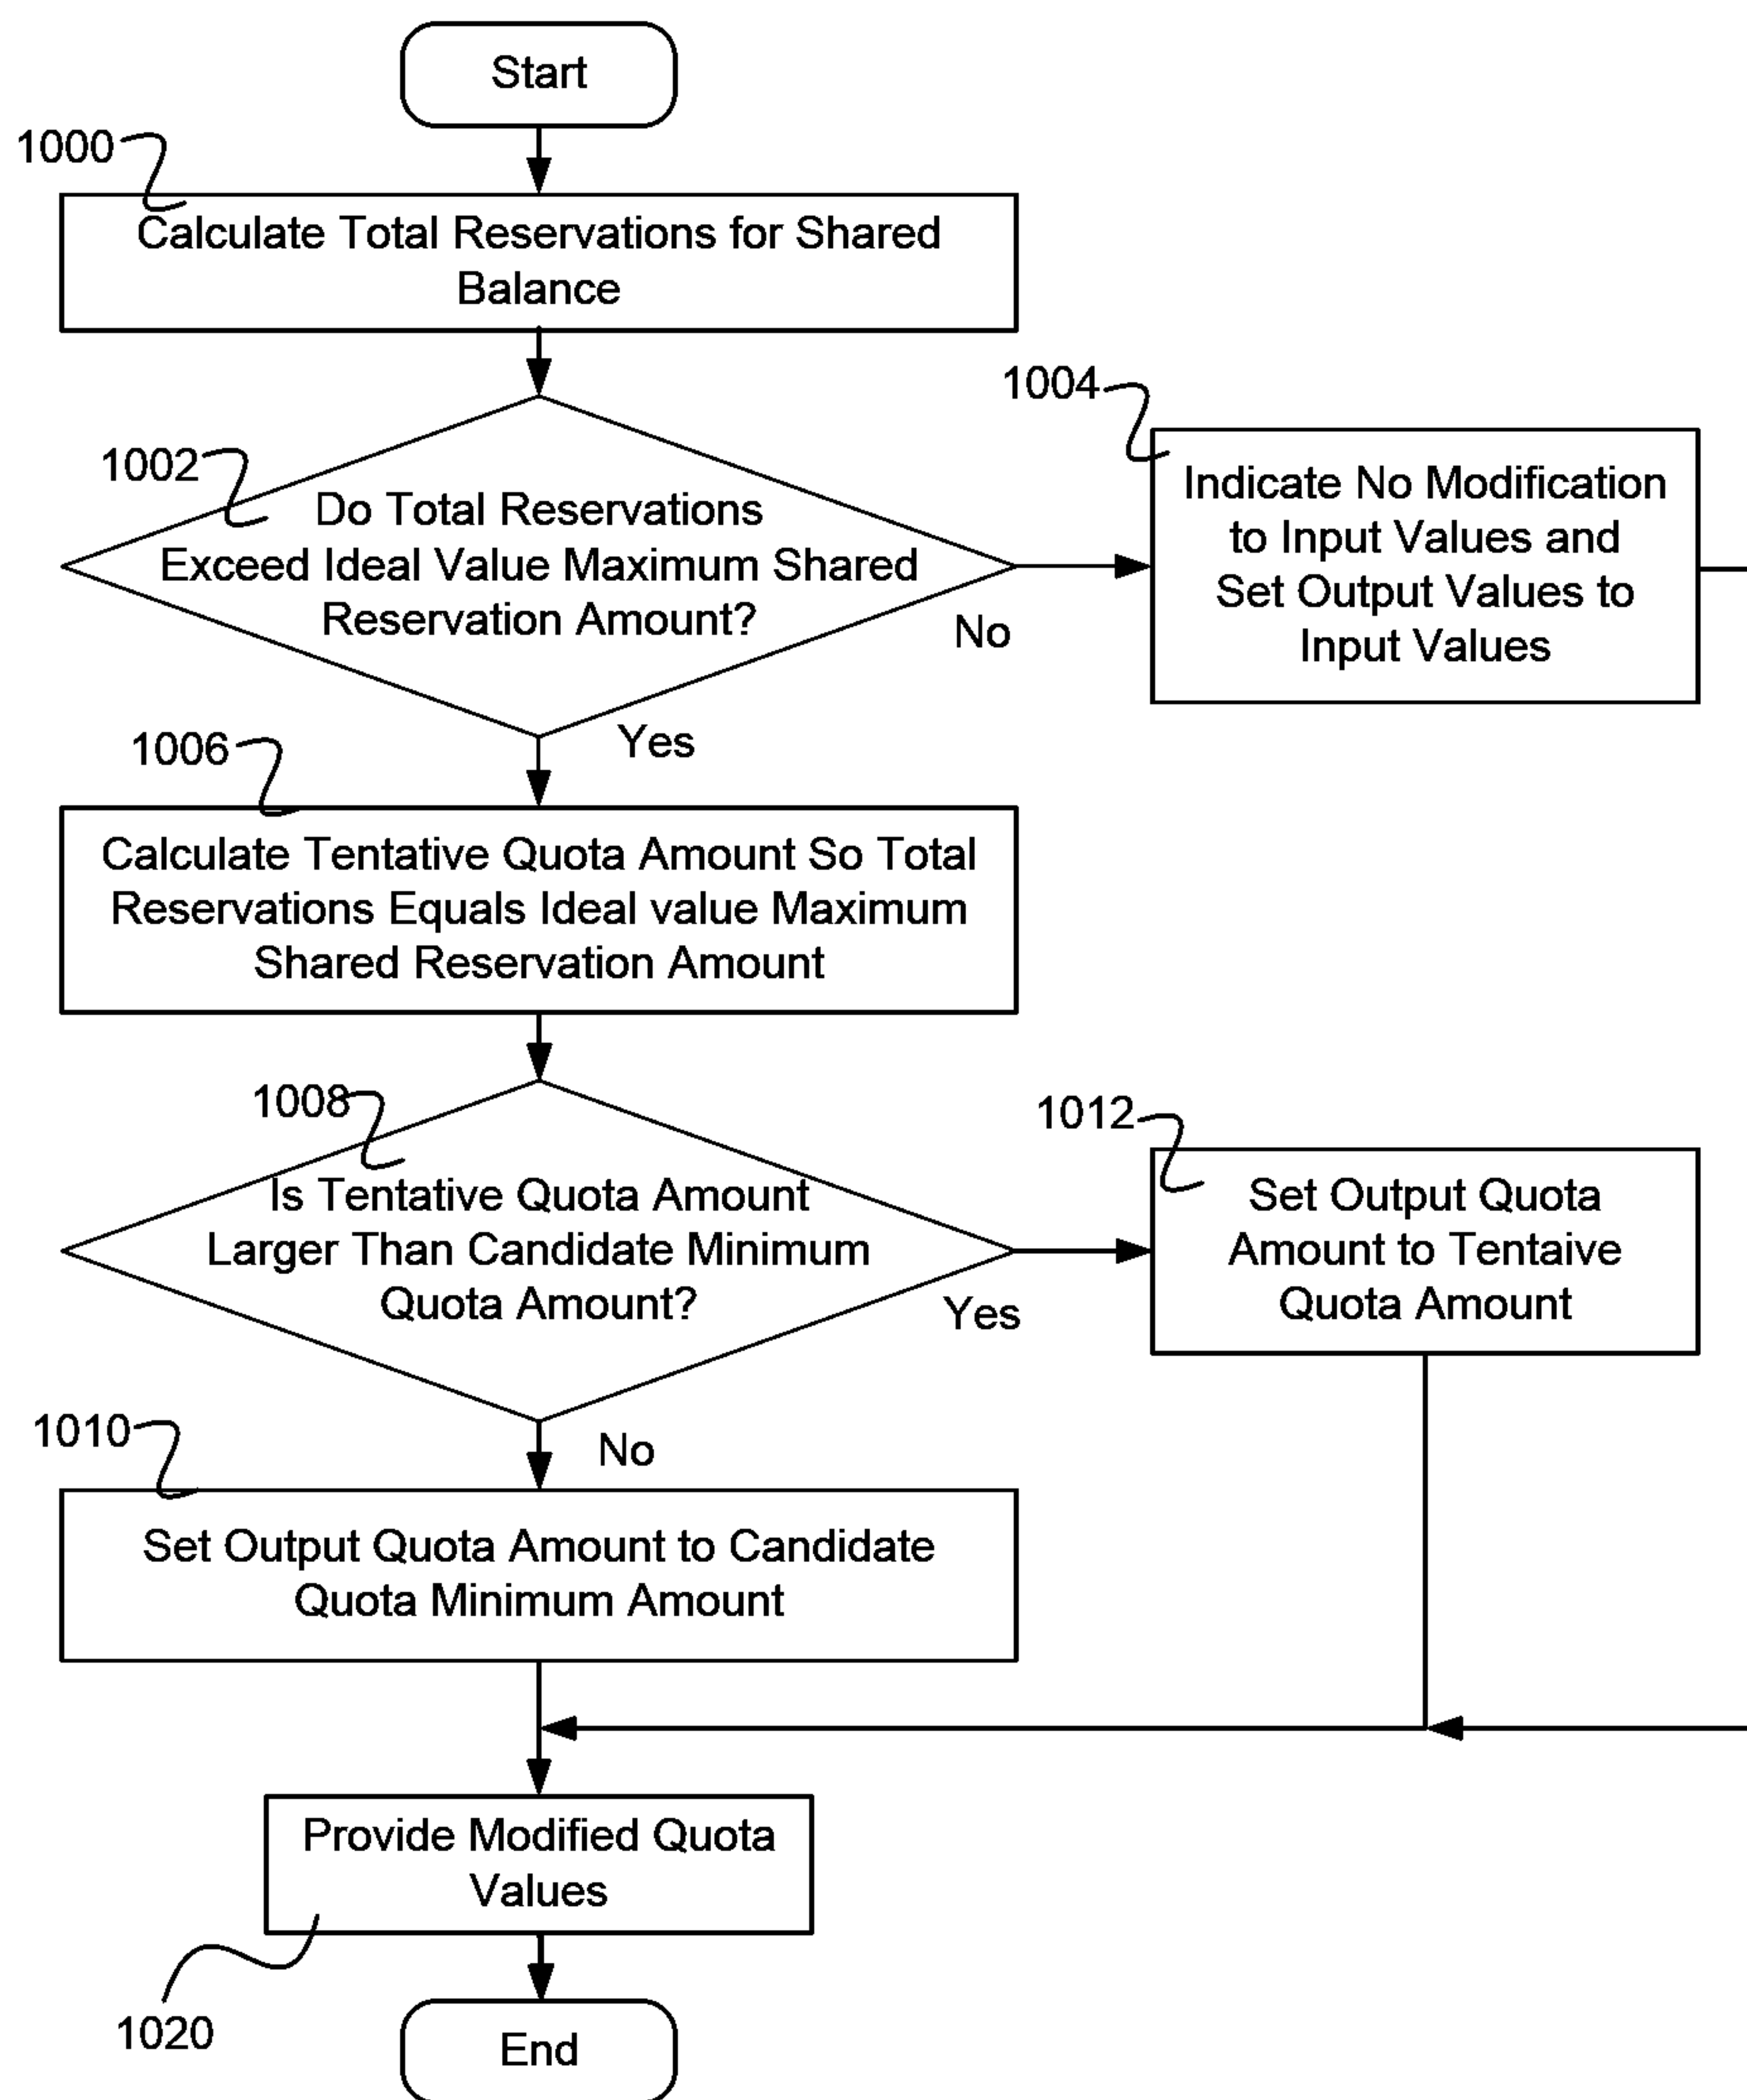 Start
1000
Calculate Total Reservations for Shared
Balance
1002
Do Total Reservations
Exceed Ideal Value Maximum Shared
Reservation Amount?
No
Yes
1004
Indicate No Modification
to Input Values and
Set Output Values to
Input Values
1006
Calculate Tentative Quota Amount So Total
Reservations Equals Ideal value Maximum
Shared Reservation Amount
1008
Is Tentative Quota Amount
Larger Than Candidate Minimum
Quota Amount?
Yes
No
1012
Set Output Quota
Amount to Tentaive
Quota Amount
1010
Set Output Quota Amount to Candidate
Quota Minimum Amount
Provide Modified Quota
Values
1020
End